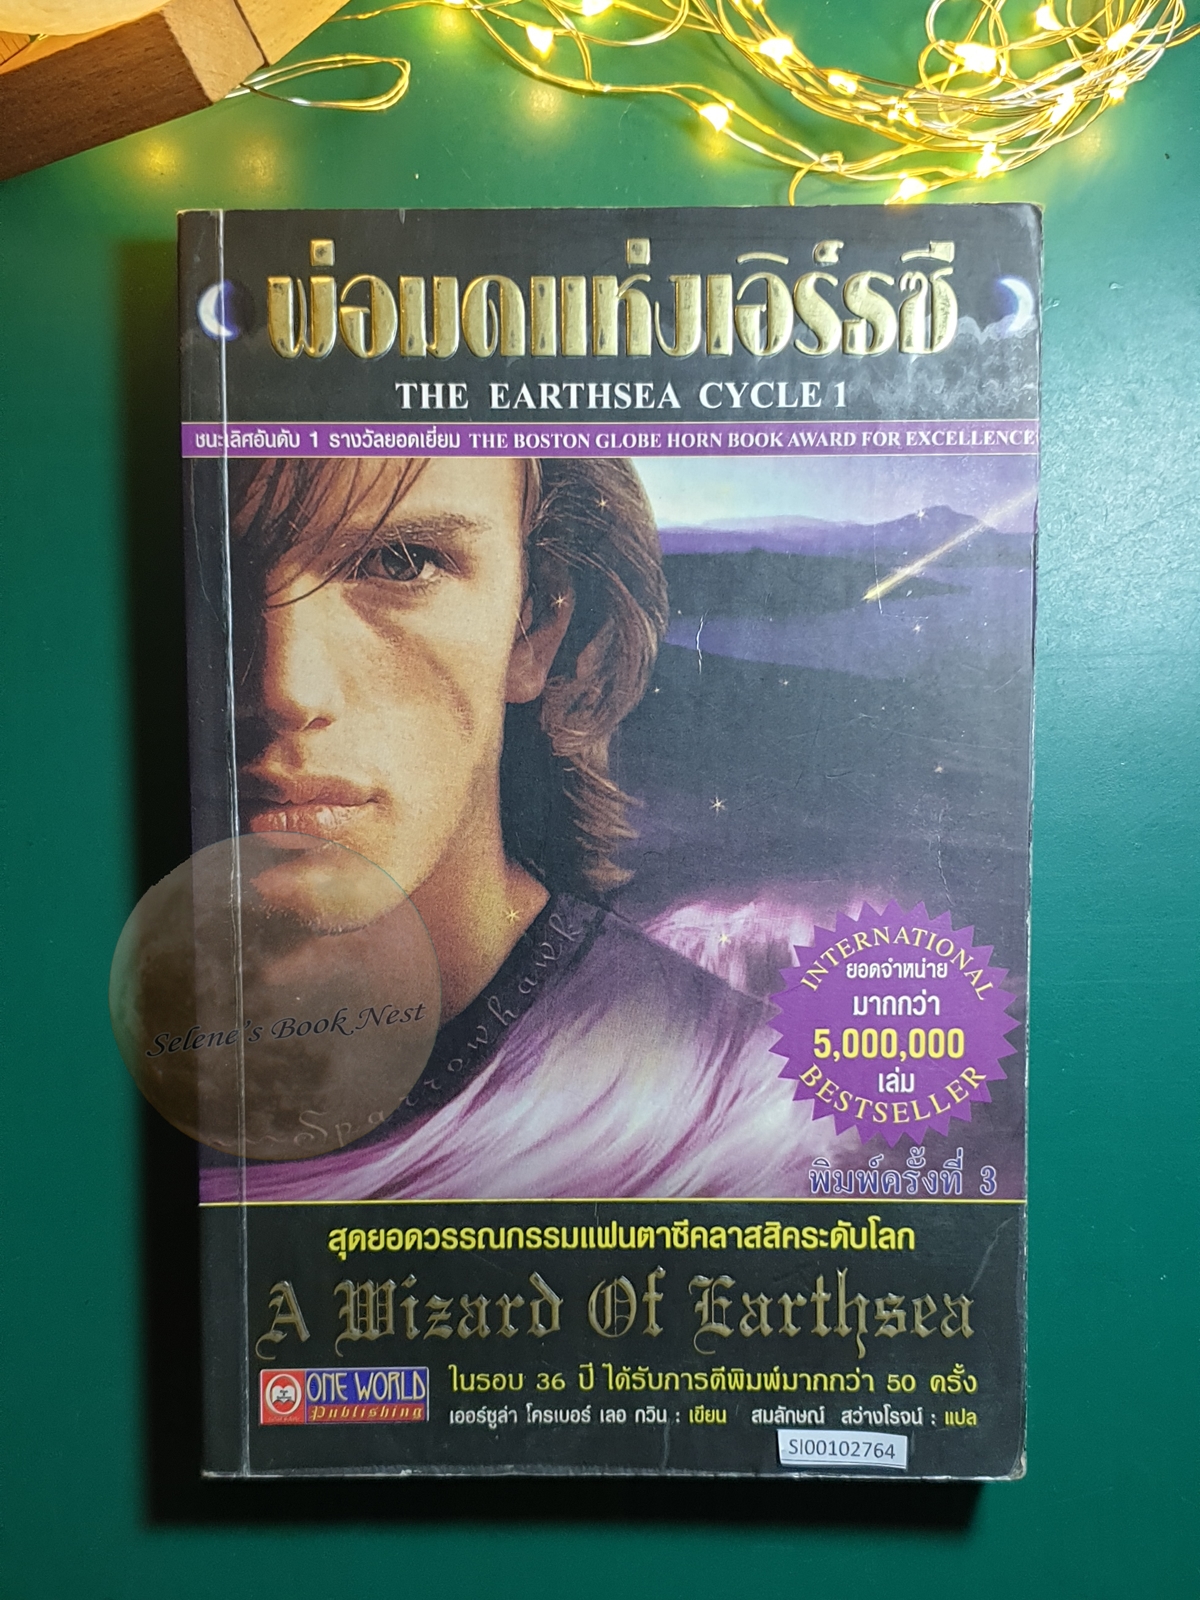 พ่อมดแห่งเอิร์ธซี
THE EARTHSEA CYCLE 1
ชนะเลิศอันดับ 1 รางวัลยอดเยี่ยม THE BOSTON GLOBE HORN BOOK AWARD FOR EXCELLENCE
Sparrowhawk
Selene's Book Nest
INTERNATIONAL
ยอดจำหน่าย
มากกว่า
5,000,000
เล่ม
BESTSELLER
พิมพ์ครั้งที่ 3
สุดยอดวรรณกรรมแฟนตาซีคลาสสิคระดับโลก
A Wizard Of Earthsea
ONE WORLD
Publishing
ในรอบ 36 ปี ได้รับการตีพิมพ์มากกว่า 50 ครั้ง
เออร์ซูล่า โครเบอร์ เลอ กวิน : เขียน สมลักษณ์ สว่างโรจน์ : แปล
SI00102764